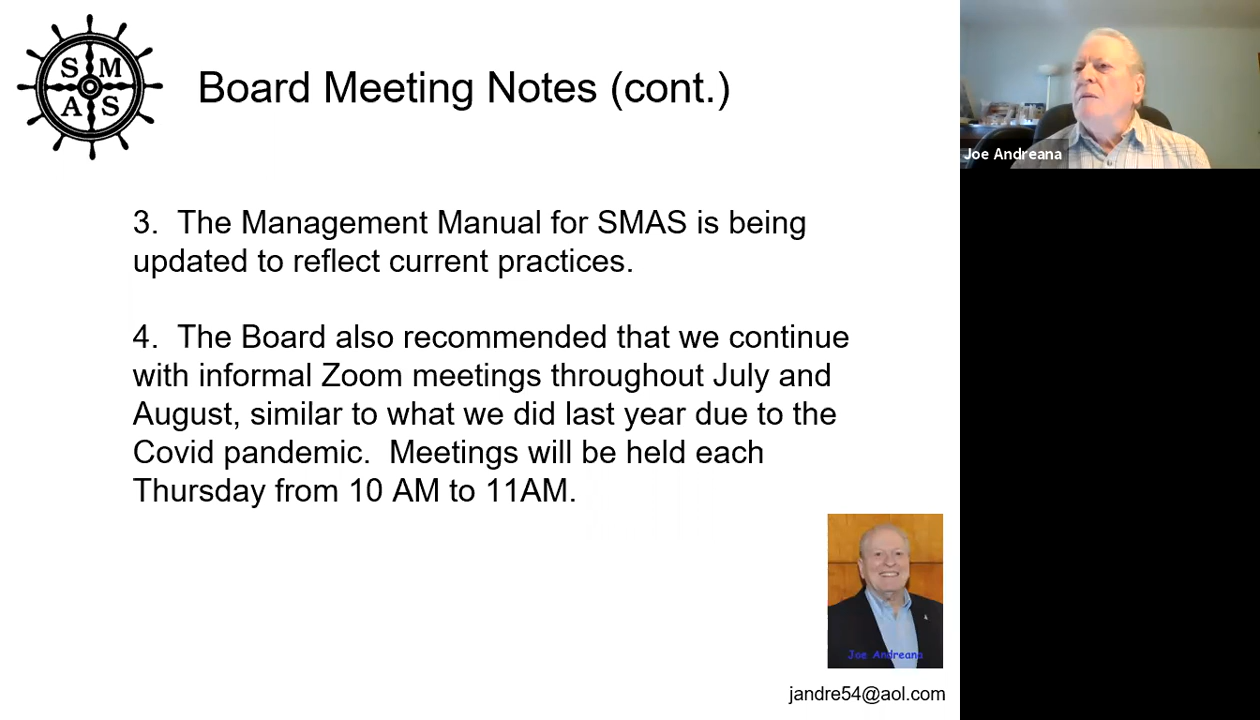 S M
A S
Board Meeting Notes (cont.)
Joe Andreana
3. The Management Manual for SMAS is being
updated to reflect current practices.
4. The Board also recommended that we continue
with informal Zoom meetings throughout July and
August, similar to what we did last year due to the
Covid pandemic. Meetings will be held each
Thursday from 10 AM to 11AM.
Joe Andreana
jandre54@aol.com